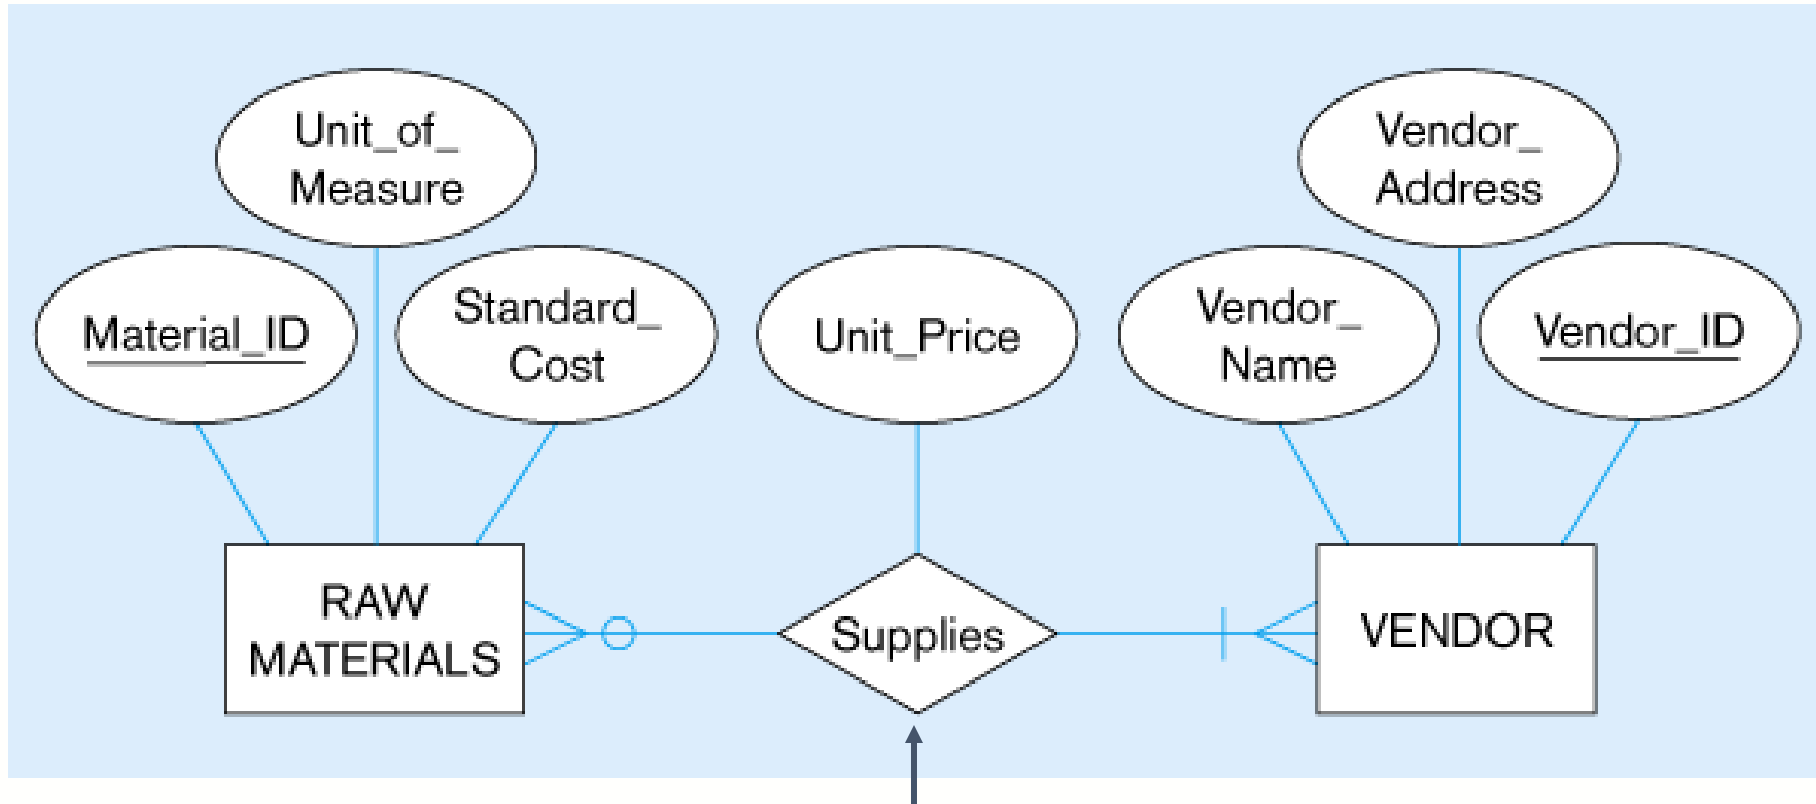 Unit_of_
Measure
Vendor_
Address
Material_ID
Standard_
Cost
Unit_Price
Vendor_
Name
Vendor_ID
RAW
MATERIALS
Supplies
VENDOR